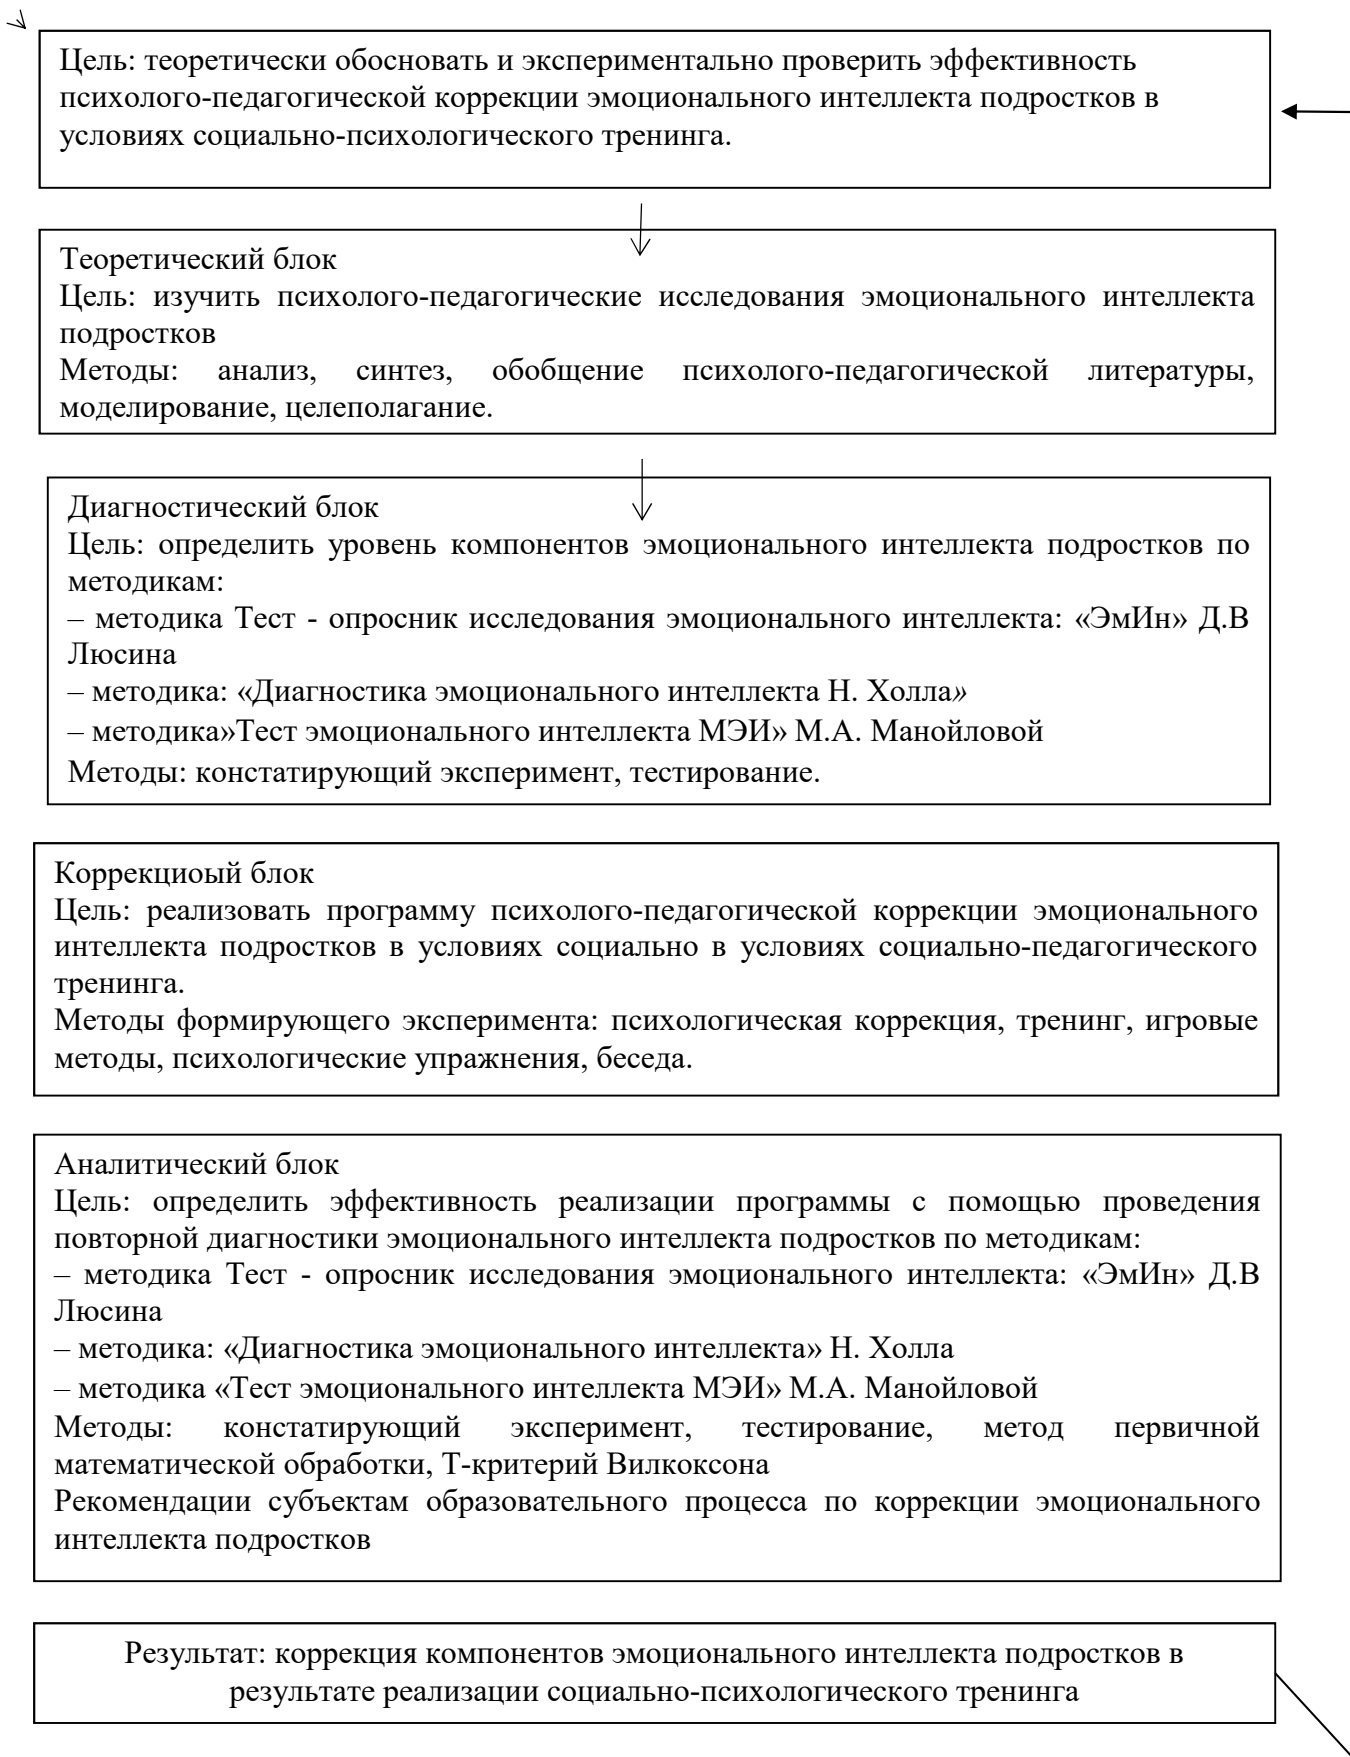 Цель: теоретически обосновать и экспериментально проверить эффективность
психолого-педагогической коррекции эмоционального интеллекта подростков в
условиях социально-психологического тренинга.
Теоретический блок
Цель: изучить психолого-педагогические исследования эмоционального интеллекта
подростков
Методы: анализ, синтез, обобщение психолого-педагогической литературы,
моделирование, целеполагание.
Диагностический блок
Цель: определить уровень компонентов эмоционального интеллекта подростков по
методикам:
– методика Тест - опросник исследования эмоционального интеллекта: «ЭмИн» Д.В
Люсина
– методика: «Диагностика эмоционального интеллекта Н. Холла»
– методика»Тест эмоционального интеллекта МЭИ» М.А. Манойловой
Методы: констатирующий эксперимент, тестирование.
Коррекциоый блок
Цель: реализовать программу психолого-педагогической коррекции эмоционального
интеллекта подростков в условиях социально в условиях социально-педагогического
тренинга.
Методы формирующего эксперимента: психологическая коррекция, тренинг, игровые
методы, психологические упражнения, беседа.
Аналитический блок
Цель: определить эффективность реализации программы с помощью проведения
повторной диагностики эмоционального интеллекта подростков по методикам:
– методика Тест - опросник исследования эмоционального интеллекта: «ЭмИн» Д.В
Люсина
– методика: «Диагностика эмоционального интеллекта» Н. Холла
– методика «Тест эмоционального интеллекта МЭИ» М.А. Манойловой
Методы: констатирующий эксперимент, тестирование, метод первичной
математической обработки, Т-критерий Вилкоксона
Рекомендации субъектам образовательного процесса по коррекции эмоционального
интеллекта подростков
Результат: коррекция компонентов эмоционального интеллекта подростков в
результате реализации социально-психологического тренинга